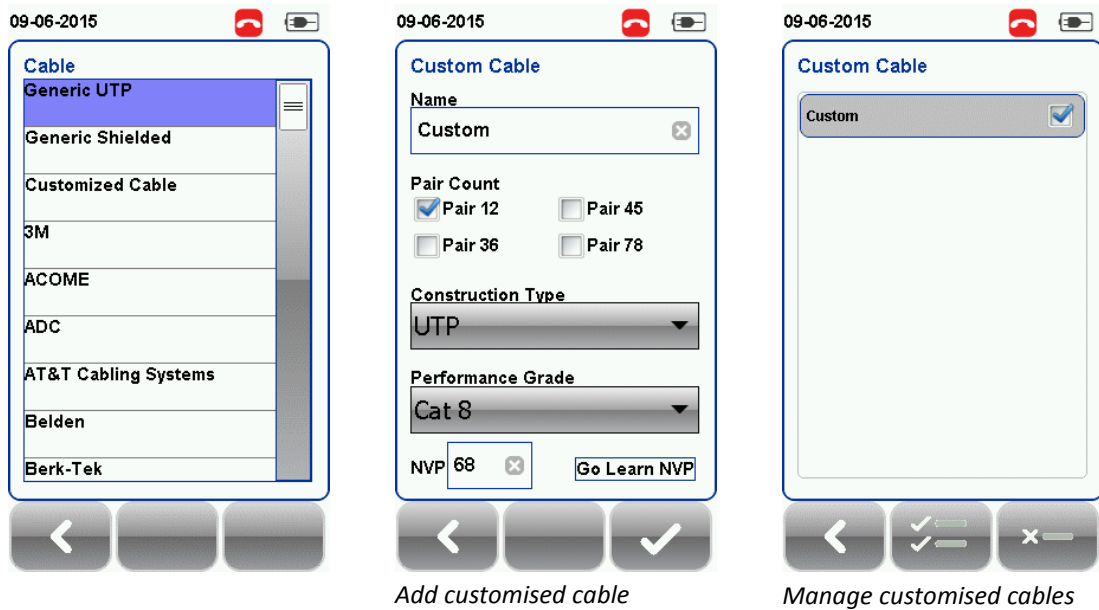 09-06-2015
Cable
Generic UTP
Generic Shielded
Customized Cable
3M
ACOME
ADC
AT&T Cabling Systems
Belden
Berk-Tek
09-06-2015
Custom Cable
Name
Custom
Pair Count
Pair 12 Pair 45
Pair 36 Pair 78
Construction Type
UTP
Performance Grade
Cat 8
NVP 68 Go Learn NVP
Add customised cable
09-06-2015
Custom Cable
Custom
Manage customised cables